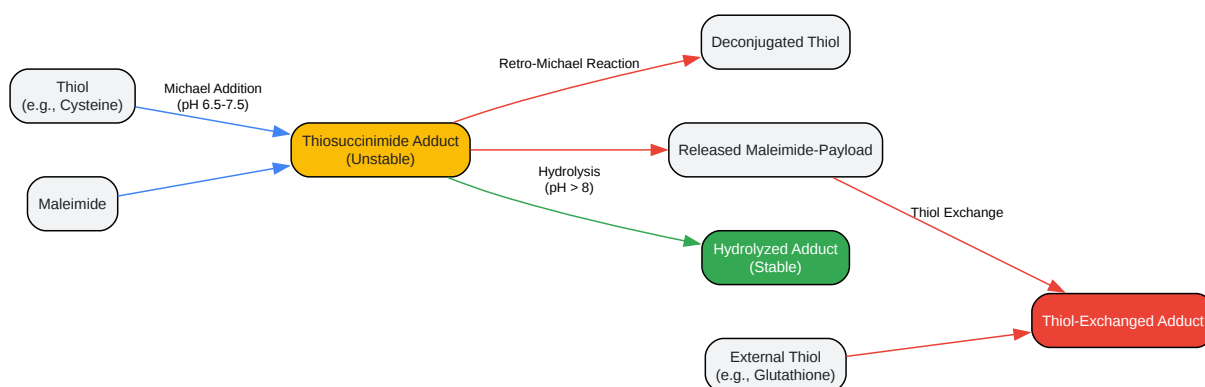 Thiol
(e.g., Cysteine)
Maleimide
Michael Addition
(pH 6.5-7.5)
Thiosuccinimide Adduct
(Unstable)
Retro-Michael Reaction
Hydrolysis
(pH > 8)
Deconjugated Thiol
Released Maleimide-Payload
Hydrolyzed Adduct
(Stable)
External Thiol
(e.g., Glutathione)
Thiol Exchange
Thiol-Exchanged Adduct